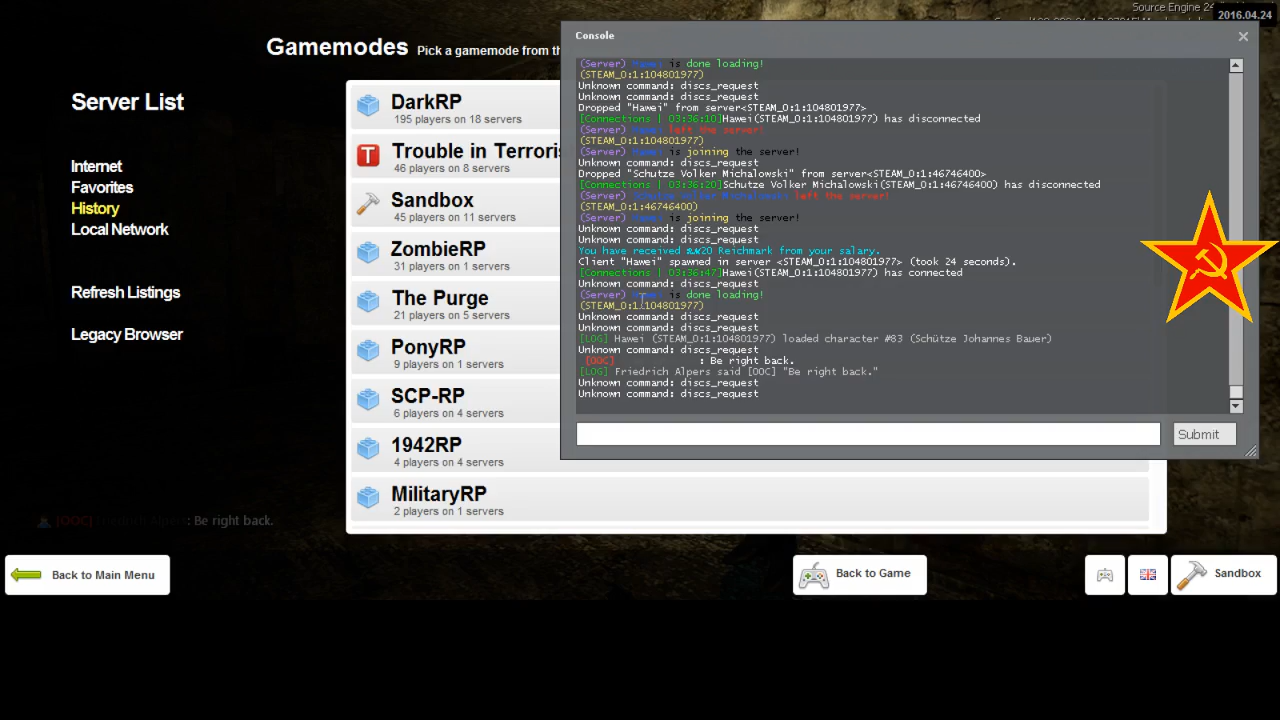 Source Engine 24
2016.04.24
Gamemodes Pick a gamemode from th
Server List
Internet
Favorites
History
Local Network
Refresh Listings
Legacy Browser
DarkRP
195 players on 18 servers
Trouble in Terroris
46 players on 8 servers
Sandbox
45 players on 11 servers
ZombieRP
31 players on 1 servers
The Purge
21 players on 5 servers
PonyRP
9 players on 1 servers
SCP-RP
6 players on 4 servers
1942RP
4 players on 4 servers
MilitaryRP
2 players on 1 servers
Console
(Server) Hawei is done loading!
(STEAM_0:1:104801977)
Unknown command: discs_request
Unknown command: discs_request
Dropped "Hawei" from server<STEAM_0:1:104801977>
[Connections | 03:36:10]Hawei(STEAM_0:1:104801977) has disconnected
(Server) Hawei left the server!
(STEAM_0:1:104801977)
(Server) Hawei is joining the server!
Unknown command: discs_request
Dropped "Schutze Volker Michalowski" from server<STEAM_0:1:46746400>
[Connections | 03:36:20]Schutze Volker Michalowski(STEAM_0:1:46746400) has disconnected
(Server) Schutze Volker Michalowski left the server!
(STEAM_0:1:46746400)
(Server) Hawei is joining the server!
Unknown command: discs_request
Unknown command: discs_request
You have received 20 Reichmark from your salary.
Client "Hawei" spawned in server <STEAM_0:1:104801977> (took 24 seconds).
[Connections | 03:36:47]Hawei(STEAM_0:1:104801977) has connected
Unknown command: discs_request
(Server) Hawei is done loading!
(STEAM_0:1:104801977)
Unknown command: discs_request
Unknown command: discs_request
[LOG] Hawei (STEAM_0:1:104801977) loaded character #83 (Schütze Johannes Bauer)
Unknown command: discs_request
[OOC] : Be right back.
[LOG] Friedrich Alpers said [OOC] "Be right back."
Unknown command: discs_request
Unknown command: discs_request
Submit
[OOC] Friedrich Alpers: Be right back.
Back to Main Menu
Back to Game
Sandbox